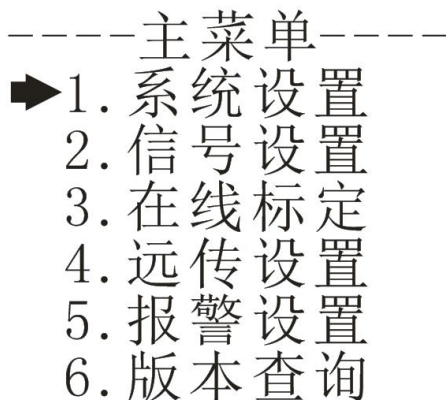 ----主菜单----
1.系统设置
2.信号设置
3.在线标定
4.远传设置
5.报警设置
6.版本查询